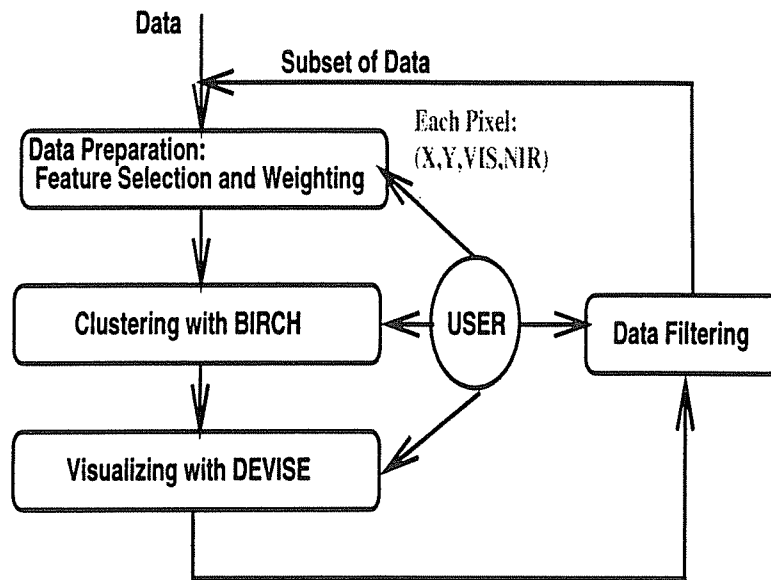 Data
Subset of Data
Each Pixel:
(X,Y,VIS,NIR)
Data Preparation:
Feature Selection and Weighting
Clustering with BIRCH
USER
Data Filtering
Visualizing with DEVISE